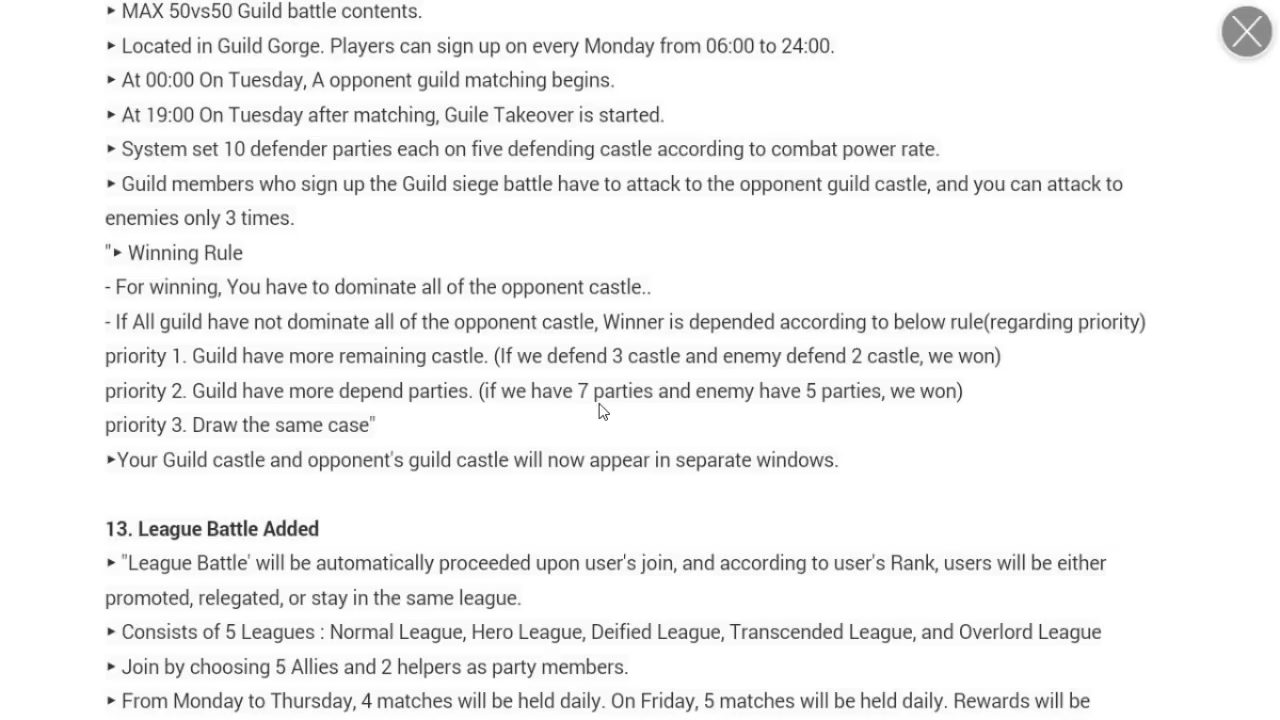 ▸ MAX 50vs50 Guild battle contents.
▸ Located in Guild Gorge. Players can sign up on every Monday from 06:00 to 24:00.
▸ At 00:00 On Tuesday, A opponent guild matching begins.
▸ At 19:00 On Tuesday after matching, Guile Takeover is started.
▸ System set 10 defender parties each on five defending castle according to combat power rate.
▸ Guild members who sign up the Guild siege battle have to attack to the opponent guild castle, and you can attack to
enemies only 3 times.
"▸ Winning Rule
- For winning, You have to dominate all of the opponent castle..
- If All guild have not dominate all of the opponent castle, Winner is depended according to below rule(regarding priority)
priority 1. Guild have more remaining castle. (If we defend 3 castle and enemy defend 2 castle, we won)
priority 2. Guild have more depend parties. (if we have 7 parties and enemy have 5 parties, we won)
priority 3. Draw the same case"
▸Your Guild castle and opponent's guild castle will now appear in separate windows.
13. League Battle Added
▸ "League Battle' will be automatically proceeded upon user's join, and according to user's Rank, users will be either
promoted, relegated, or stay in the same league.
▸ Consists of 5 Leagues : Normal League, Hero League, Deified League, Transcended League, and Overlord League
▸ Join by choosing 5 Allies and 2 helpers as party members.
▸ From Monday to Thursday, 4 matches will be held daily. On Friday, 5 matches will be held daily. Rewards will be